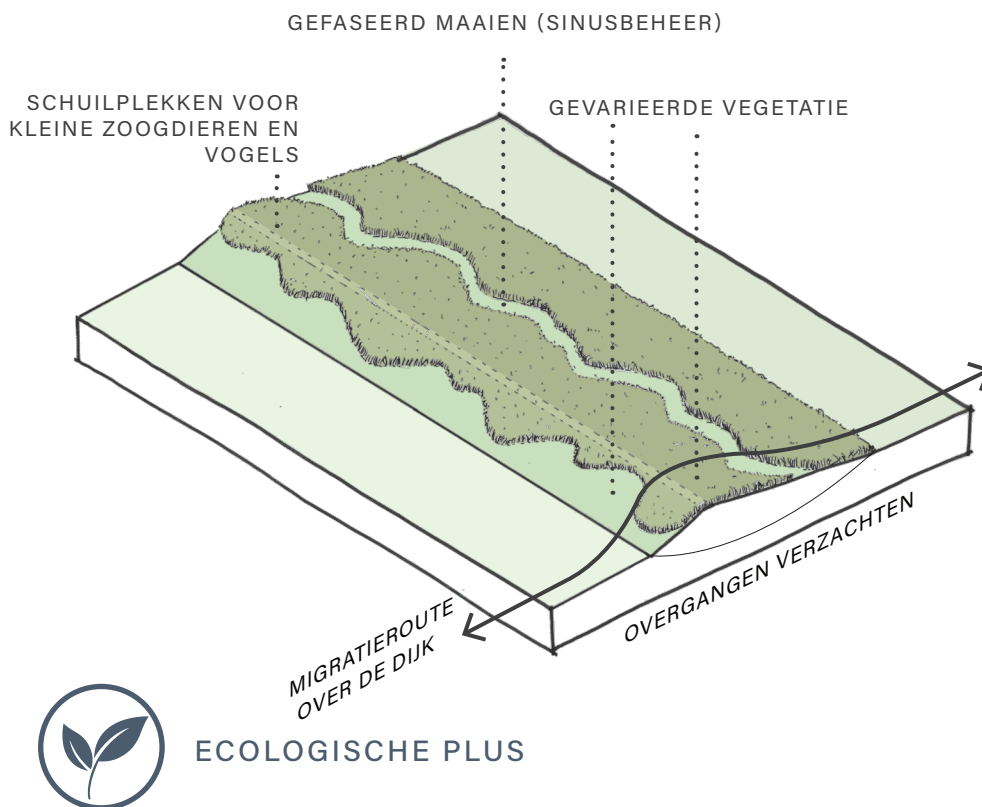 GEFASEERD MAAIEN (SINUSBEHEER)
SCHUILPLEKKEN VOOR
KLEINE ZOOGDIEREN EN
VOGELS
GEVARIEERDE VEGETATIE
OVERGANGEN VERZACHTEN
MIGRATIEROUTE
OVER DE DIJK
ECOLOGISCHE PLUS